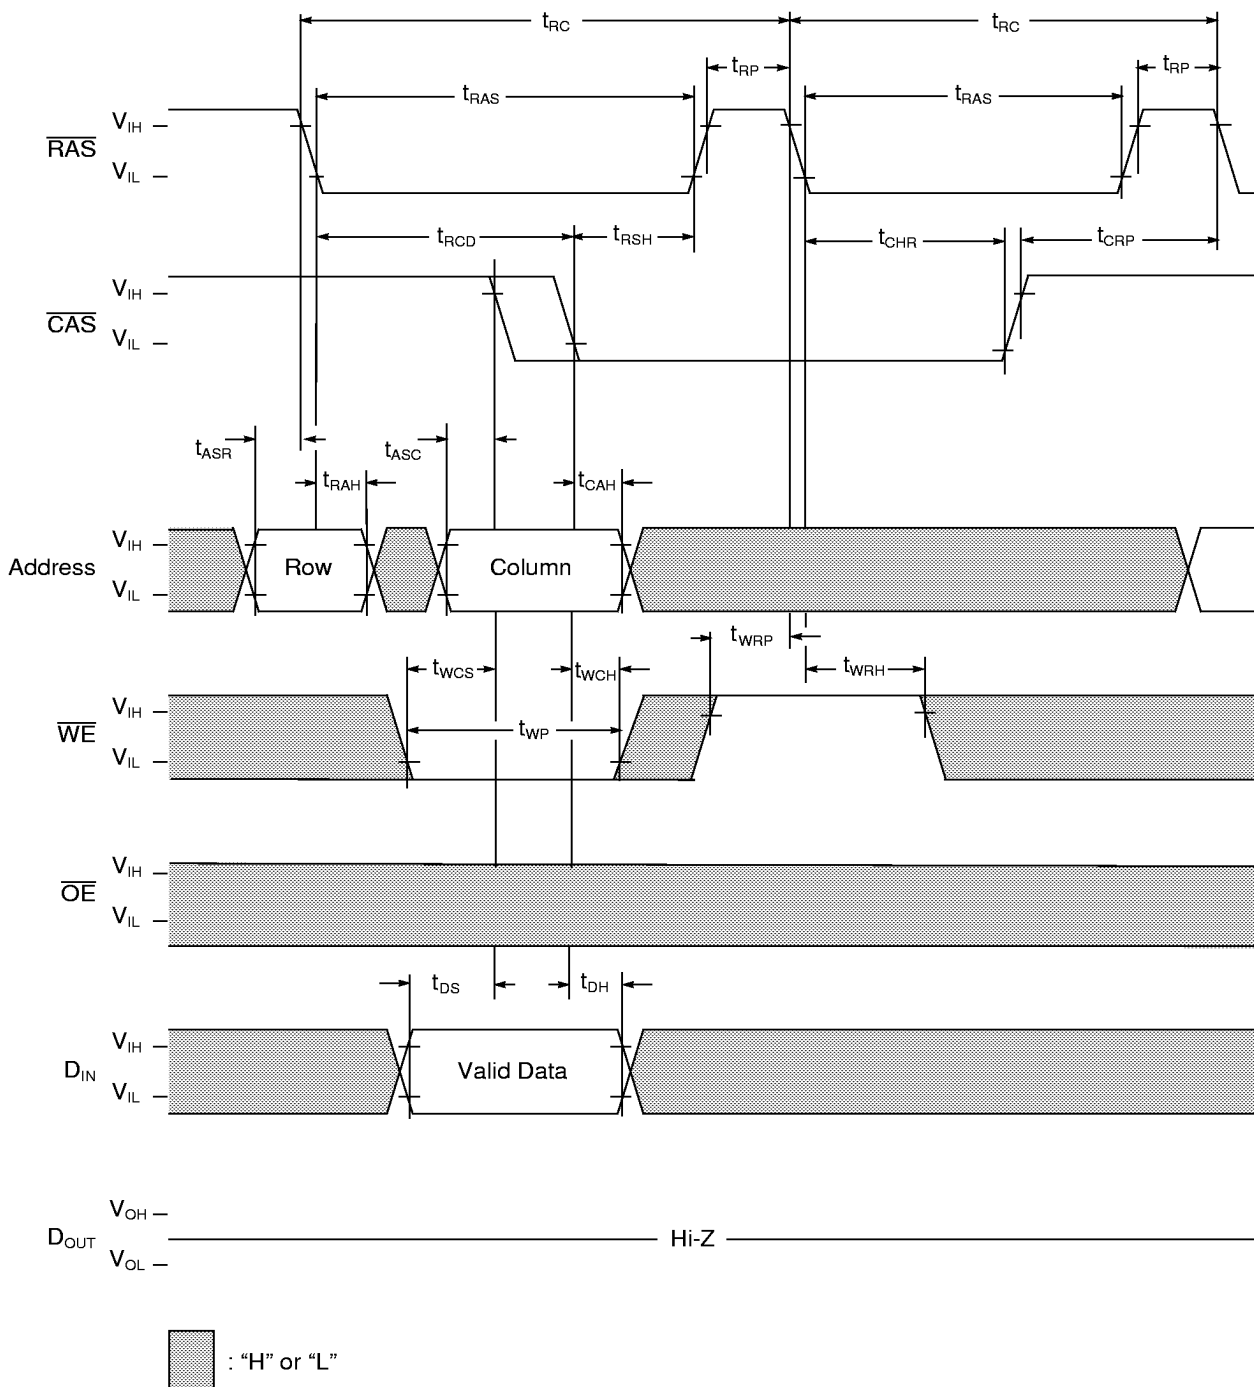 tRC tRC
tRP tRP
tRAS tRAS
VIH
RAS
VIL
tRCD tRSH tCHR tCRP
VIH
CAS
VIL
tASR tASC
tRAH tCAH
VIH
Address Row Column
VIL
tWRP
tWCS tWCH tWRH
VIH
WE tWP
VIL
VIH
OE
VIL
tDS tDH
VIH
DIN Valid Data
VIL
VOH
DOUT Hi-Z
VOL
: “H” or “L”